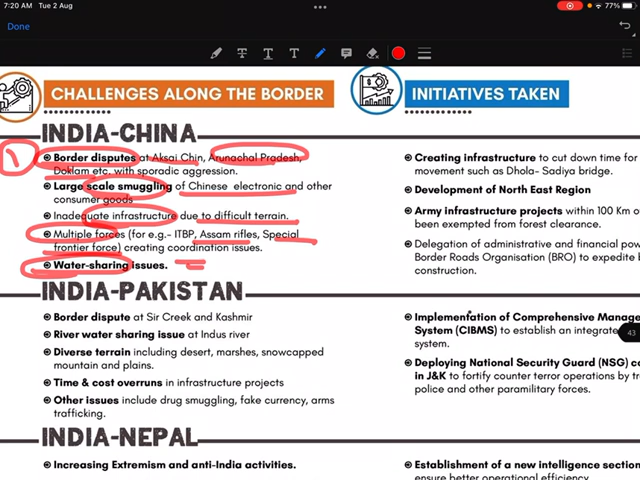 7:20 AM Tue 2 Aug
77%
Done
T T T
CHALLENGES ALONG THE BORDER
INITIATIVES TAKEN
INDIA-CHINA
Border disputes at Aksai Chin, Arunachal Pradesh,
Doklam etc. with sporadic aggression.
Large scale smuggling of Chinese electronic and other
consumer goods
Inadequate infrastructure due to difficult terrain.
Multiple forces (for e.g.- ITBP, Assam rifles, Special
frontier force) creating coordination issues.
Water-sharing issues.
Creating infrastructure to cut down time for
movement such as Dhola- Sadiya bridge.
Development of North East Region
Army infrastructure projects within 100 Km o
been exempted from forest clearance.
Delegation of administrative and financial pow
Border Roads Organisation (BRO) to expedite b
construction.
INDIA-PAKISTAN
Border dispute at Sir Creek and Kashmir
River water sharing issue at Indus river
Diverse terrain including desert, marshes, snowcapped
mountain and plains.
Time & cost overruns in infrastructure projects
Other issues include drug smuggling, fake currency, arms
trafficking.
Implementation of Comprehensive Manage
System (CIBMS) to establish an integrate
system.
43
Deploying National Security Guard (NSG) co
in J&K to fortify counter terror operations by tr
police and other paramilitary forces.
INDIA-NEPAL
Increasing Extremism and anti-India activities.
Establishment of a new intelligence section
ensure better operational efficiency.